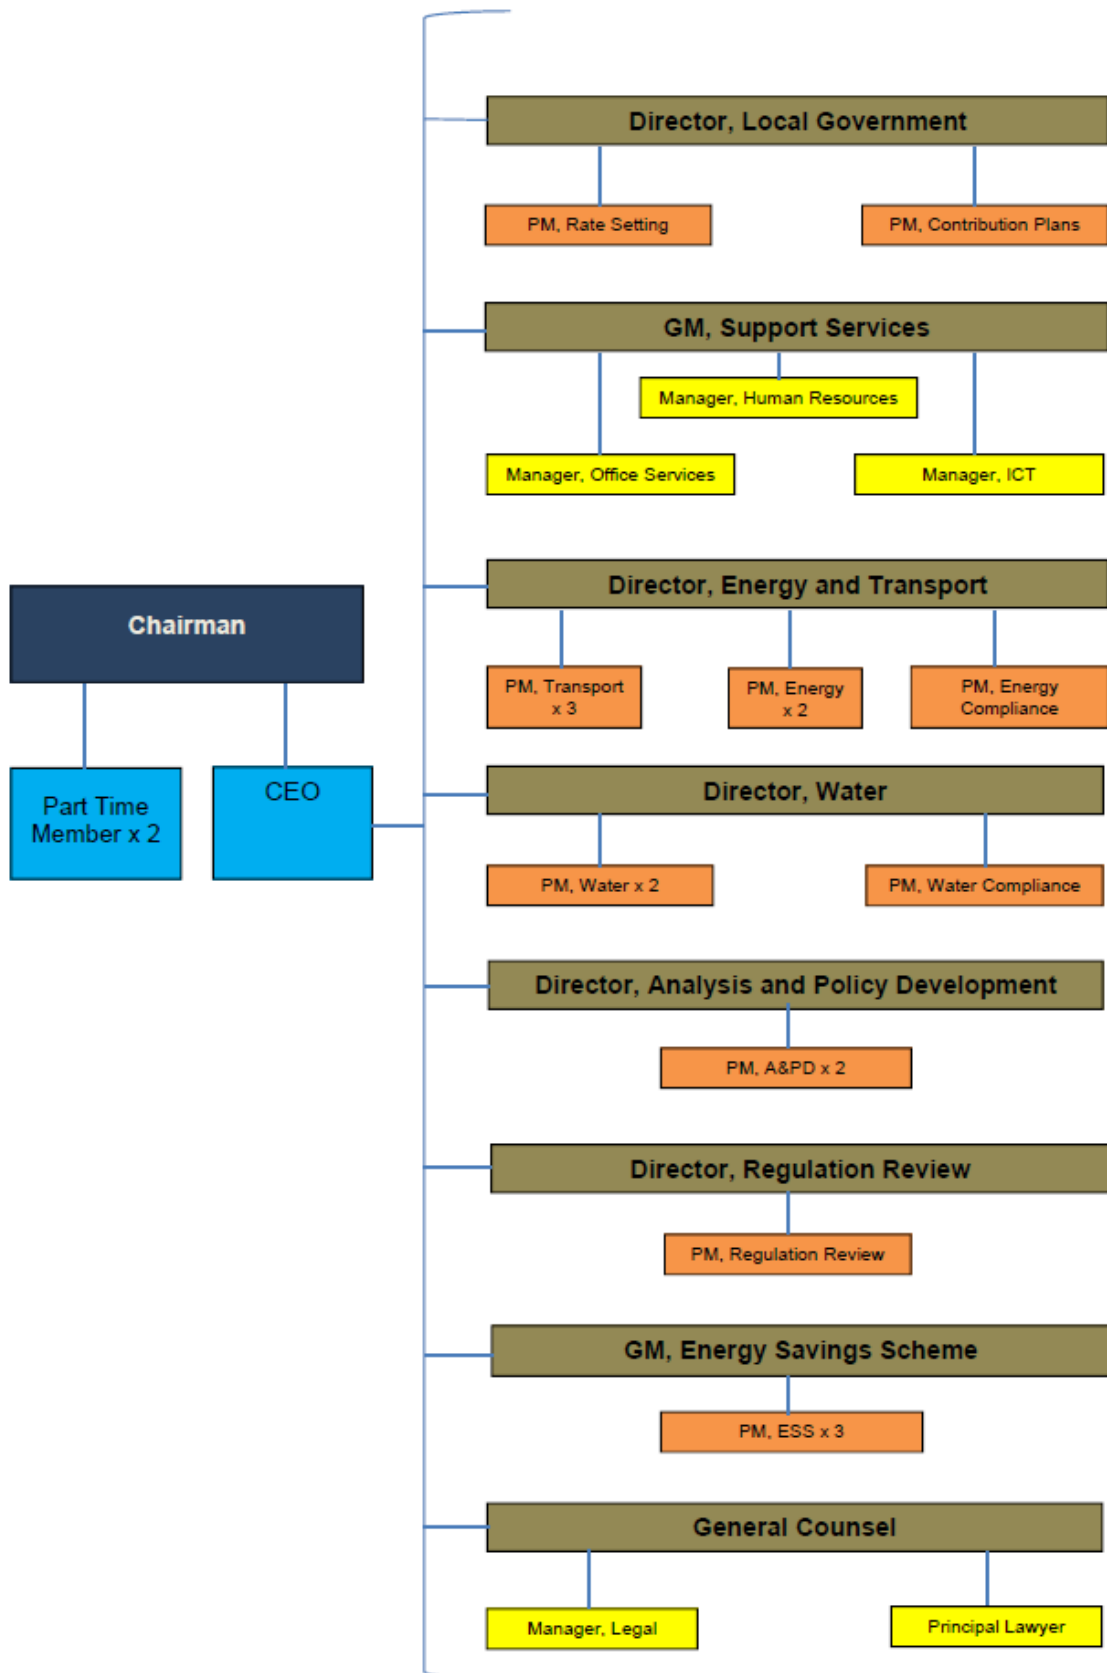 Director, Local Government
PM, Rate Setting
PM, Contribution Plans
GM, Support Services
Manager, Human Resources
Manager, Office Services
Manager, ICT
Director, Energy and Transport
PM, Transport
x 3
PM, Energy
x 2
PM, Energy
Compliance
Chairman
Part Time
Member x 2
CEO
Director, Water
PM, Water x 2
PM, Water Compliance
Director, Analysis and Policy Development
PM, A&PD x 2
Director, Regulation Review
PM, Regulation Review
GM, Energy Savings Scheme
PM, ESS x 3
General Counsel
Manager, Legal
Principal Lawyer